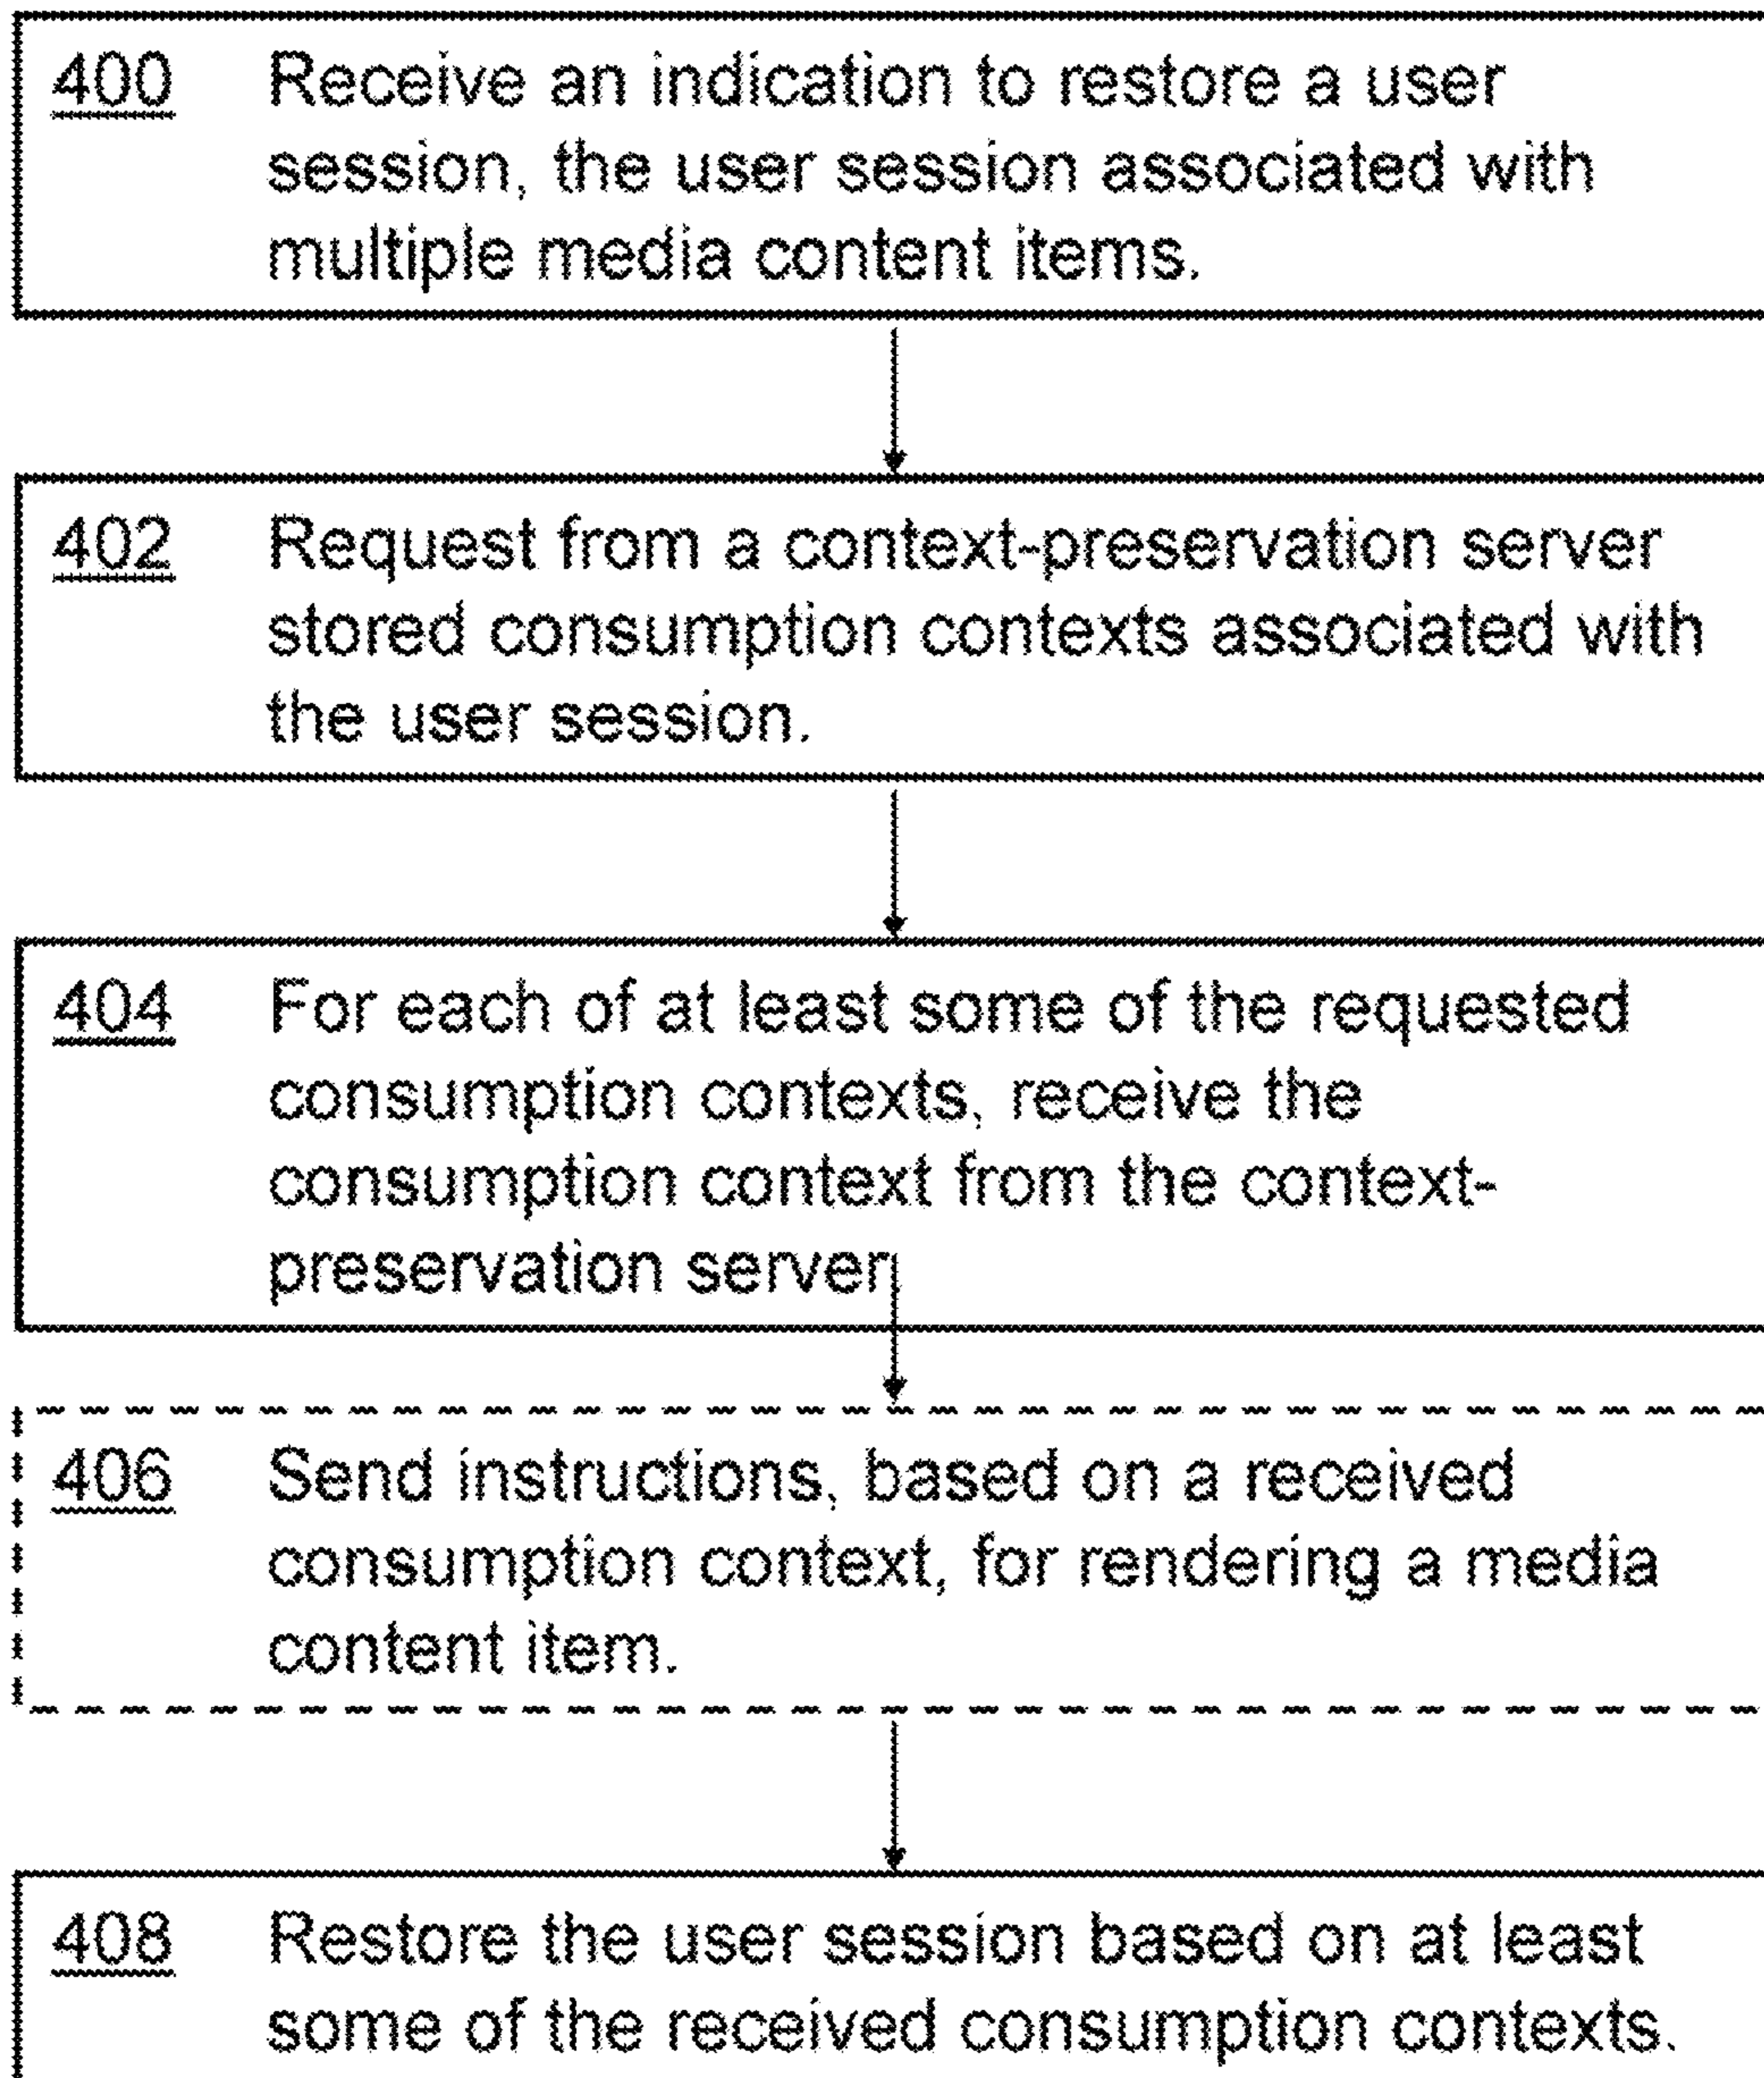 400 Receive an indication to restore a user
session, the user session associated with
multiple media content items.
402 Request from a context-preservation server
stored consumption contexts associated with
the user session.
404 For each of at least some of the requested
consumption contexts, receive the
consumption context from the context-
preservation server
406 Send instructions, based on a received
consumption context, for rendering a media
content item.
408 Restore the user session based on at least
some of the received consumption contexts.